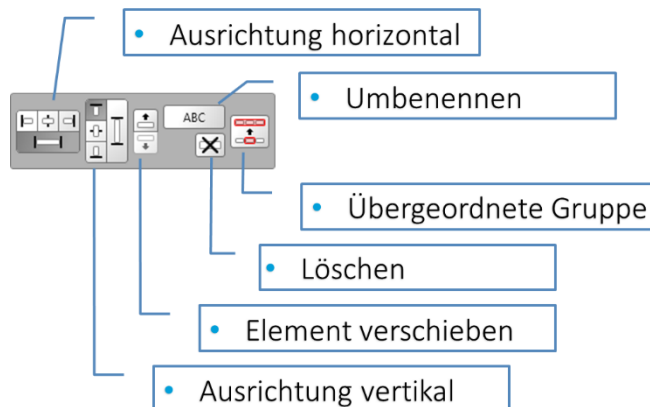 • Ausrichtung horizontal
• Umbenennen
ABC
• Übergeordnete Gruppe
• Löschen
• Element verschieben
• Ausrichtung vertikal